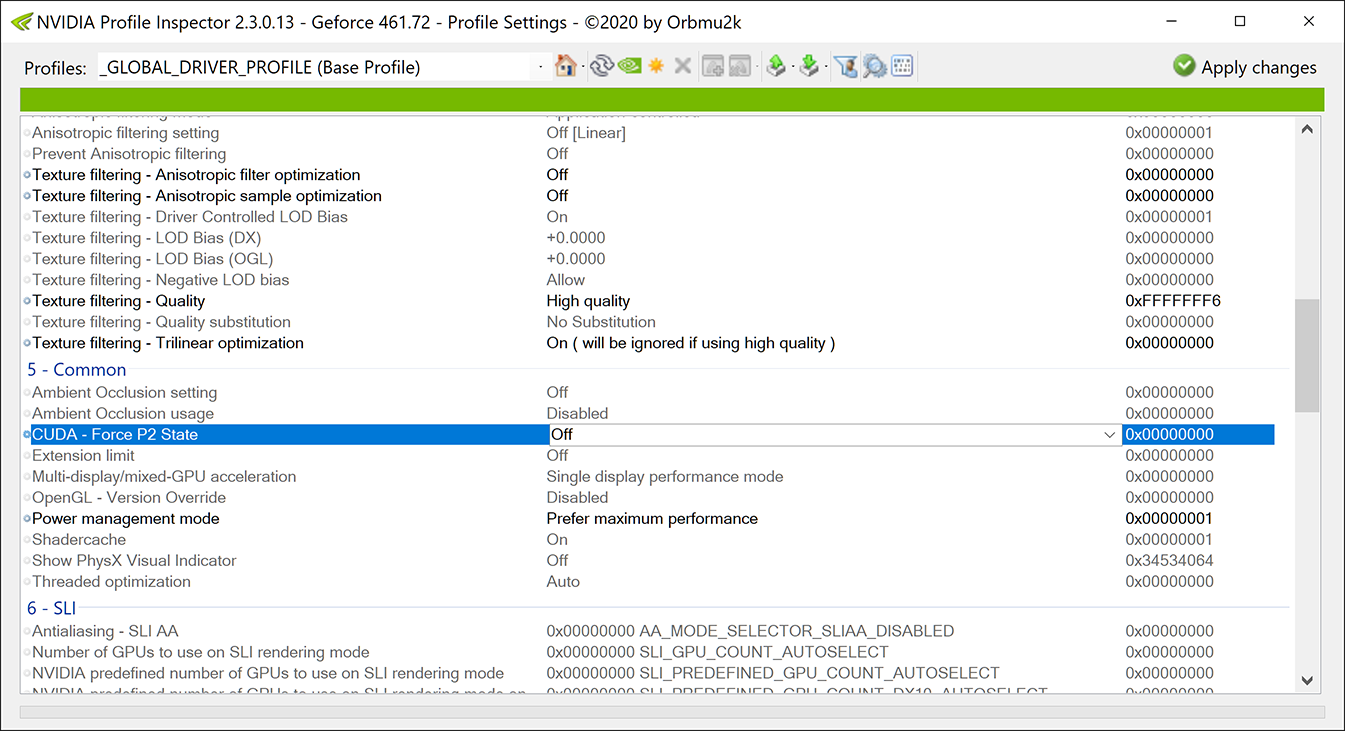 NVIDIA Profile Inspector 2.3.0.13 - Geforce 461.72 - Profile Settings - ©2020 by Orbmu2k
Profiles: _GLOBAL_DRIVER_PROFILE (Base Profile) Apply changes
Anisotropic filtering setting Off [Linear] 0x00000001
Prevent Anisotropic filtering Off 0x00000000
Texture filtering - Anisotropic filter optimization Off 0x00000000
Texture filtering - Anisotropic sample optimization Off 0x00000000
Texture filtering - Driver Controlled LOD Bias On 0x00000001
Texture filtering - LOD Bias (DX) +0.0000 0x00000000
Texture filtering - LOD Bias (OGL) +0.0000 0x00000000
Texture filtering - Negative LOD bias Allow 0x00000000
Texture filtering - Quality High quality 0xFFFFFFF6
Texture filtering - Quality substitution No Substitution 0x00000000
Texture filtering - Trilinear optimization On ( will be ignored if using high quality ) 0x00000000
5 - Common
Ambient Occlusion setting Off 0x00000000
Ambient Occlusion usage Disabled 0x00000000
CUDA - Force P2 State Off 0x00000000
Extension limit Off 0x00000000
Multi-display/mixed-GPU acceleration Single display performance mode 0x00000000
OpenGL - Version Override Disabled 0x00000000
Power management mode Prefer maximum performance 0x00000001
Shadercache On 0x00000001
Show PhysX Visual Indicator Off 0x34534064
Threaded optimization Auto 0x00000000
6 - SLI
Antialiasing - SLI AA 0x00000000 AA_MODE_SELECTOR_SLIAA_DISABLED 0x00000000
Number of GPUs to use on SLI rendering mode 0x00000000 SLI_GPU_COUNT_AUTOSELECT 0x00000000
NVIDIA predefined number of GPUs to use on SLI rendering mode 0x00000000 SLI_PREDEFINED_GPU_COUNT_AUTOSELECT 0x00000000
NVIDIA predefined number of GPUs to use on SLI rendering mode on 0x00000000 SLI_PREDEFINED_GPU_COUNT_DX10_AUTOSELECT 0x00000000